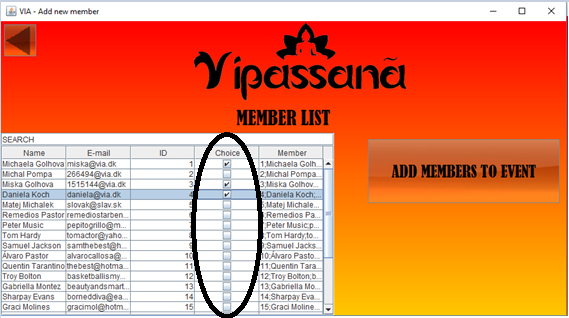 VIA - Add new member
Vipassanã
MEMBER LIST
SEARCH
Name E-mail ID Choice Member
Michaela Golhova miska@via.dk 1 1;Michaela Golh...
Michal Pompa 266494@via.dk 2 2;Michal Pompa...
Miska Golhova 1515144@via.dk 3 3;Miska Golhov...
Daniela Koch daniela@via.dk 4 4;Daniela Koch;...
Matej Michalek slovak@slav.sk 5 5;Matej Michale...
Remedios Pastor remediostarben... 6 6;Remedios Pa...
Peter Music pepitogrillo@m... 7 7;Peter Music;p...
Tom Hardy tomactor@yaho... 8 8;Tom Hardy;to...
Samuel Jackson samthebest@h... 9 9;Samuel Jacks...
Álvaro Pastor alvarocallosa@... 10 10;Álvaro Pasto...
Quentin Tarantino thebest@hotma... 11 11;Quentin Tara...
Troy Bolton basketballismy... 12 12;Troy Bolton;b...
Gabriella Montez beautyandsmart... 13 13;Gabriella Mo...
Sharpay Evans borneddiva@ea... 14 14;Sharpay Eva...
Graci Molines gracimol@hotm... 15 15;Graci Moline...
ADD MEMBERS TO EVENT